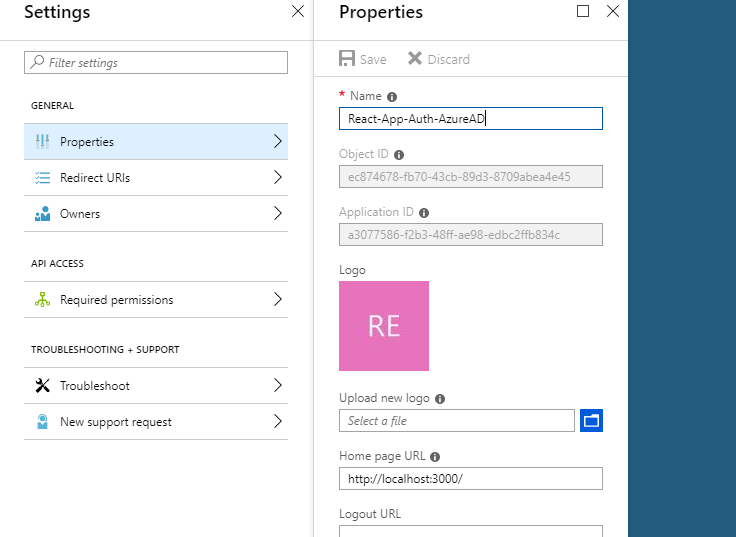 Settings
Filter settings
GENERAL
Properties
Redirect URIs
Owners
API ACCESS
Required permissions
TROUBLESHOOTING + SUPPORT
Troubleshoot
New support request
Properties
Save Discard
* Name
React-App-Auth-AzureAD
Object ID
ec874678-fb70-43cb-89d3-8709abea4e45
Application ID
a3077586-f2b3-48ff-ae98-edbc2ffb834c
Logo
RE
Upload new logo
Select a file
Home page URL
http://localhost:3000/
Logout URL